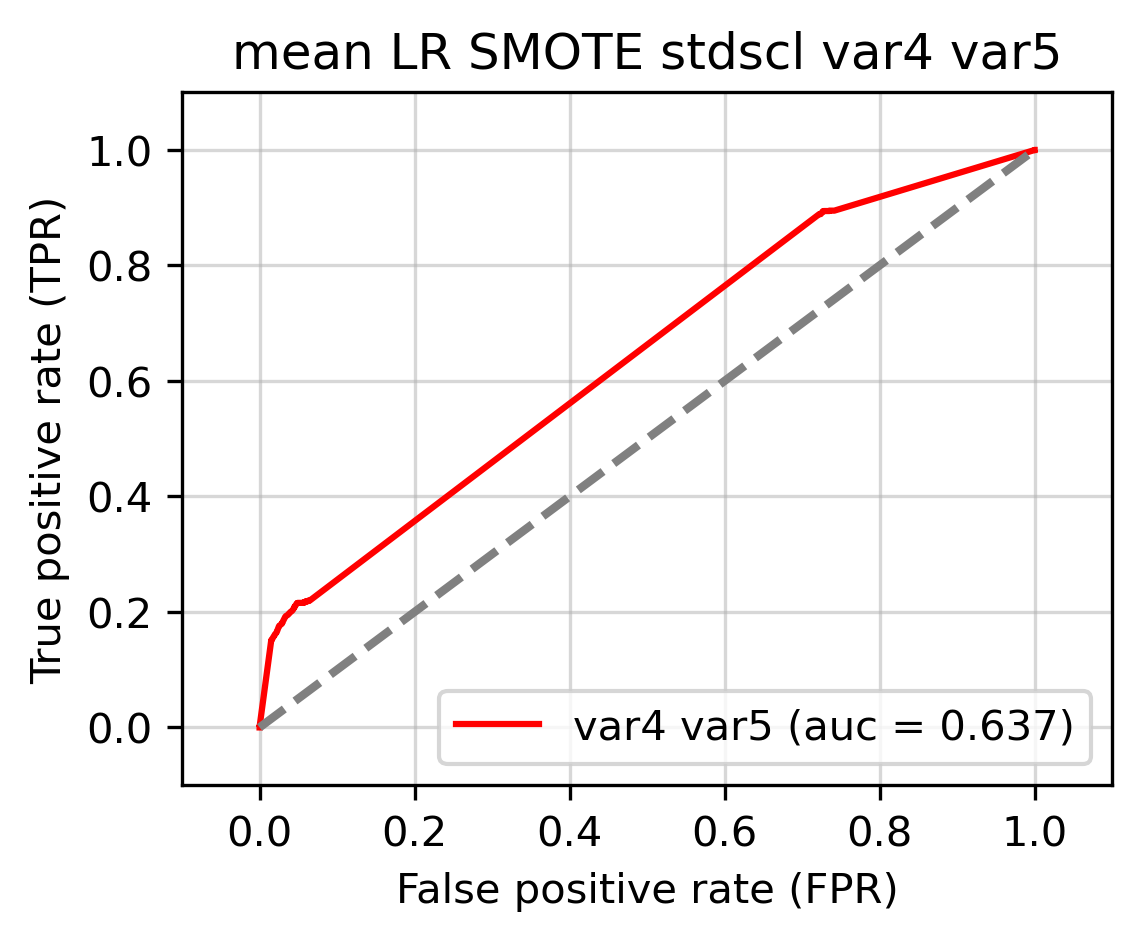 mean LR SMOTE stdscl var4 var5
True positive rate (TPR)
1.0
0.8
0.6
0.4
0.2
0.0
var4 var5 (auc = 0.637)
0.0 0.2 0.4 0.6 0.8 1.0
False positive rate (FPR)